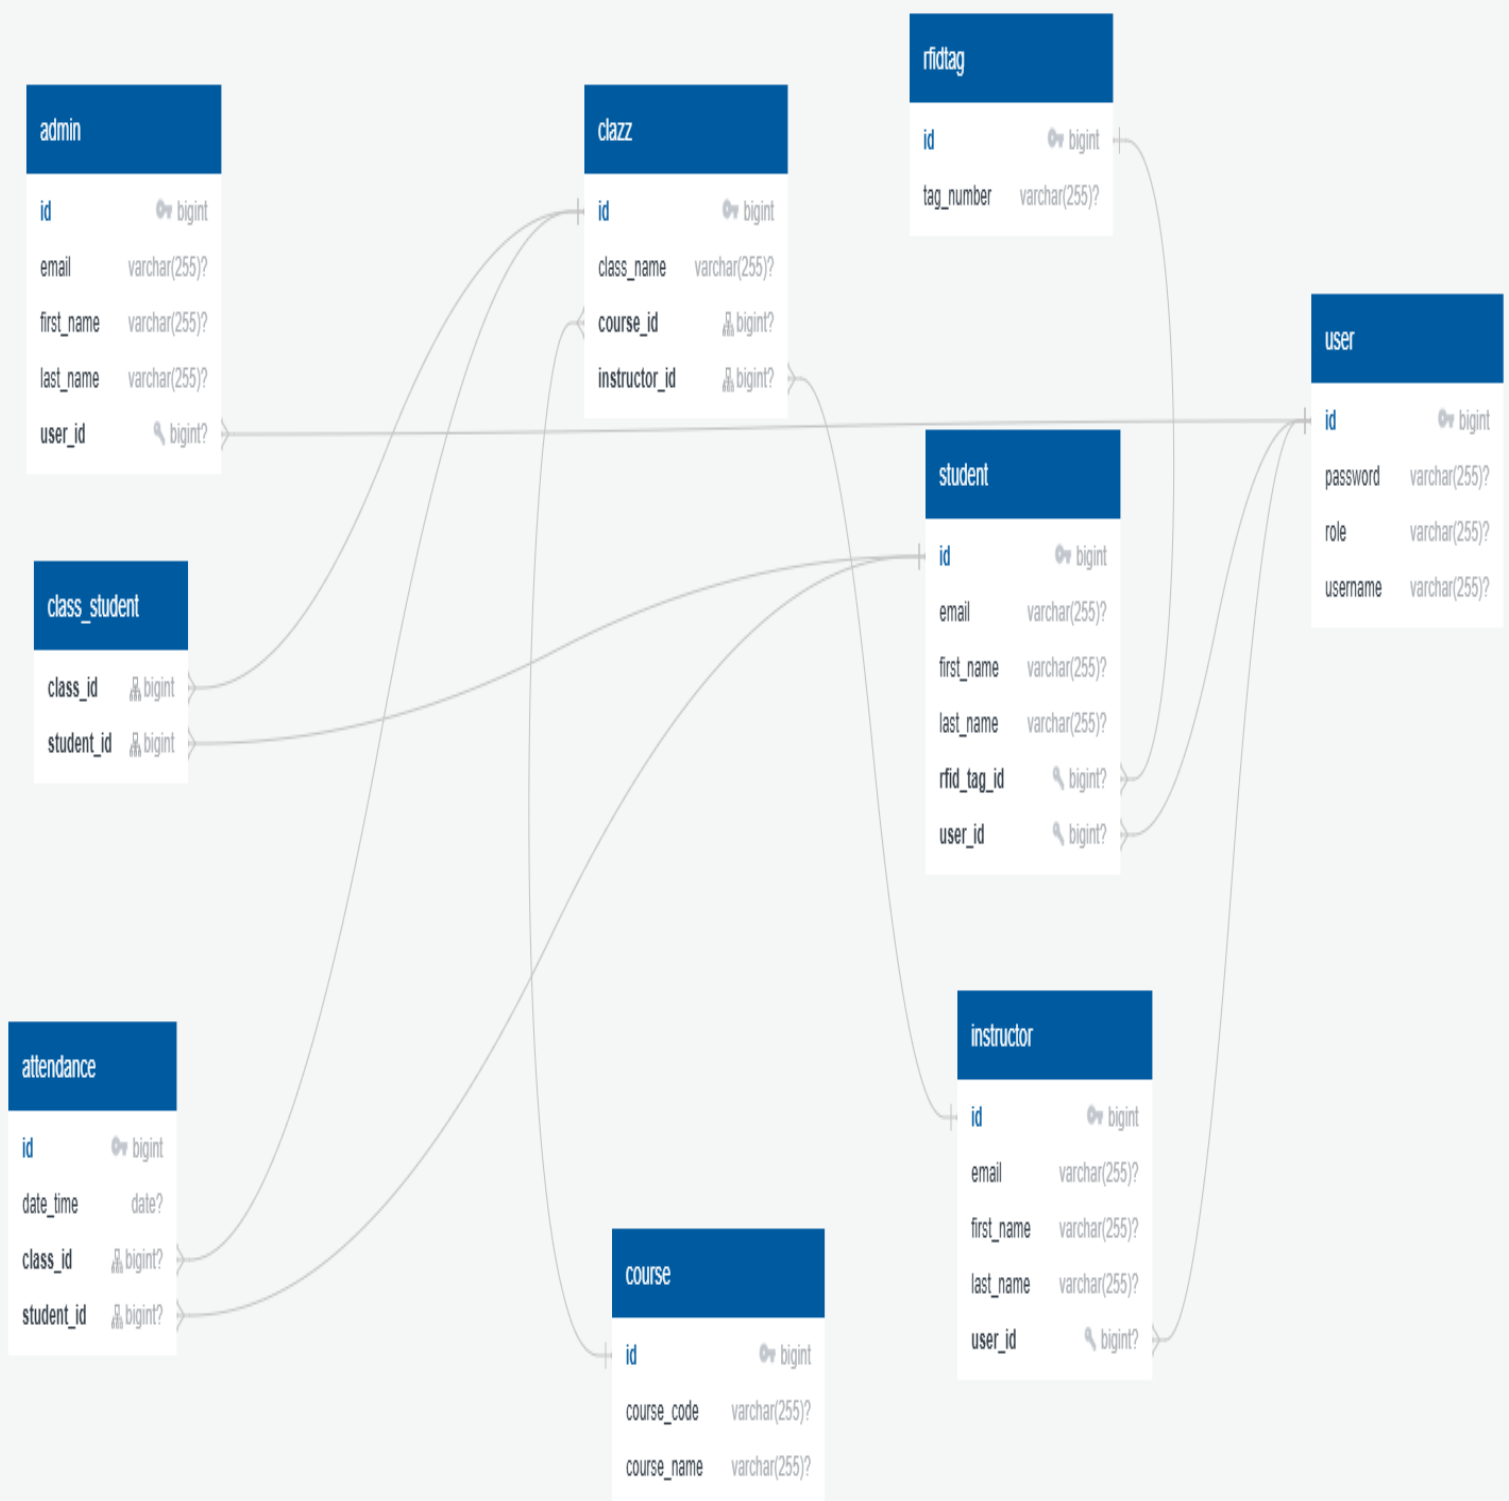 admin
id bigint
email varchar(255)?
first_name varchar(255)?
last_name varchar(255)?
user_id bigint?
clazz
id bigint
class_name varchar(255)?
course_id bigint?
instructor_id bigint?
rfidtag
id bigint
tag_number varchar(255)?
user
id bigint
password varchar(255)?
role varchar(255)?
username varchar(255)?
student
id bigint
email varchar(255)?
first_name varchar(255)?
last_name varchar(255)?
rfid_tag_id bigint?
user_id bigint?
class_student
class_id bigint
student_id bigint
attendance
id bigint
date_time date?
class_id bigint?
student_id bigint?
instructor
id bigint
email varchar(255)?
first_name varchar(255)?
last_name varchar(255)?
user_id bigint?
course
id bigint
course_code varchar(255)?
course_name varchar(255)?